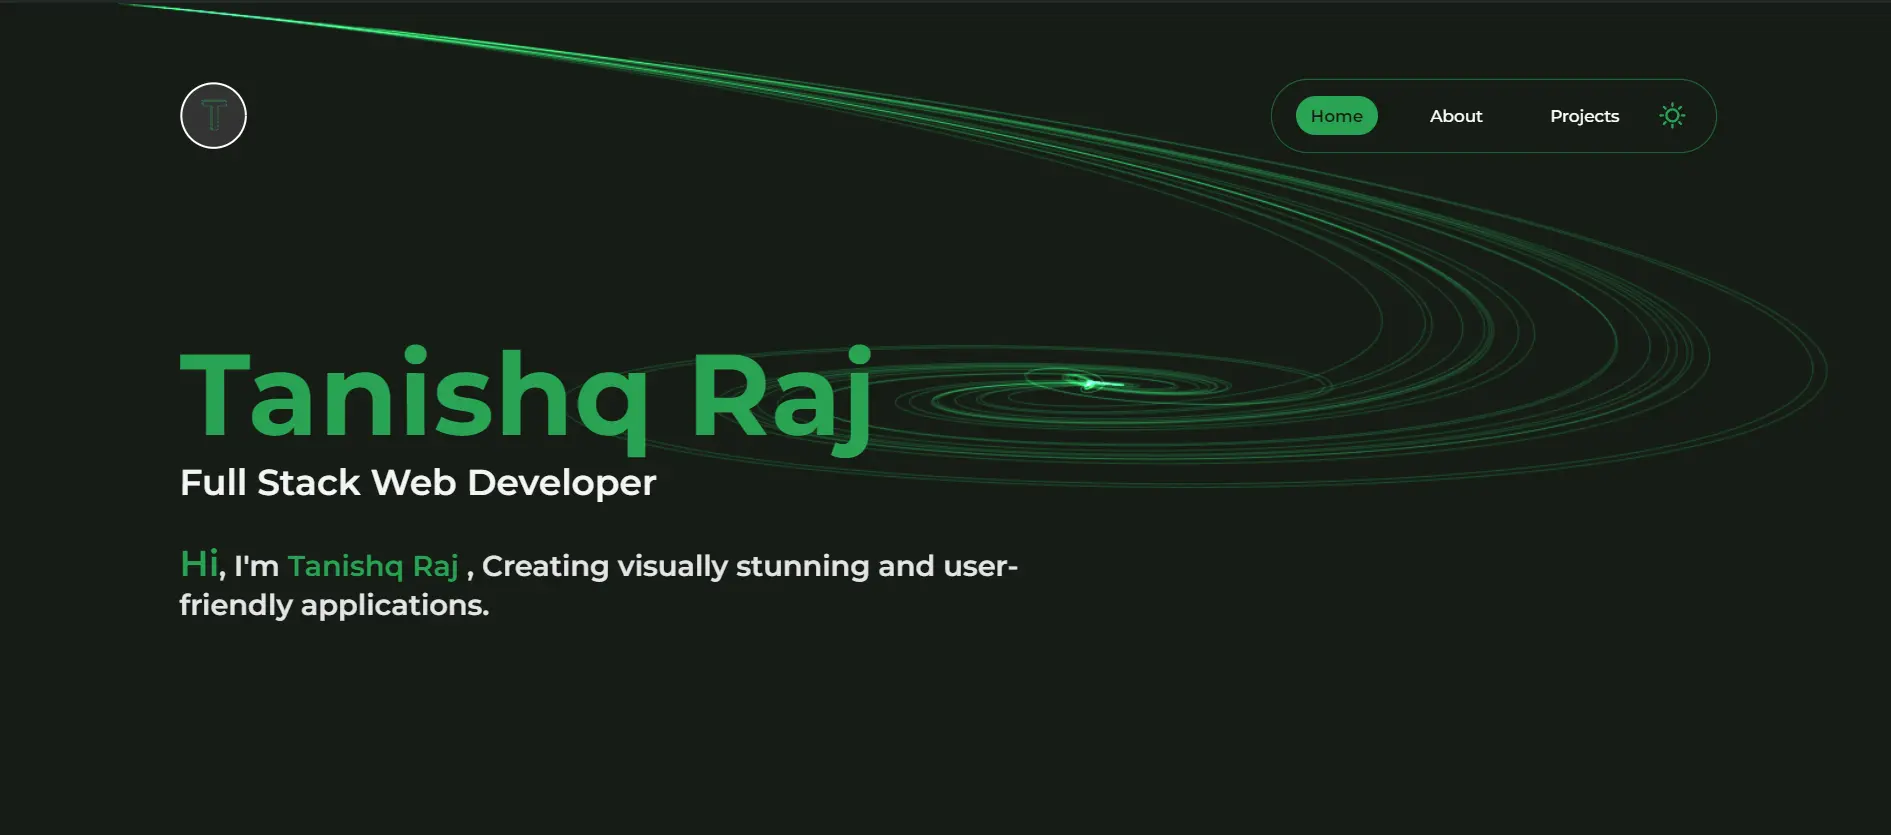 T
Home About Projects
Tanishq Raj
Full Stack Web Developer
Hi, I'm Tanishq Raj , Creating visually stunning and user-
friendly applications.